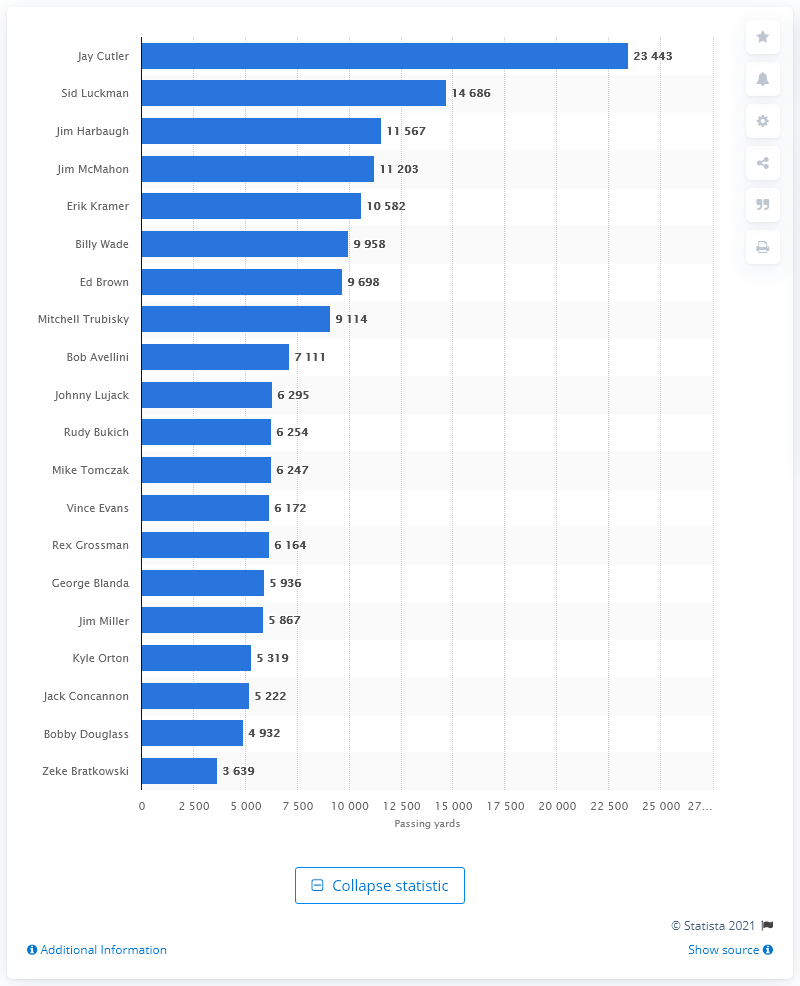 Jay Cutler 23 443
Sid Luckman 14 686
Jim Harbaugh 11 567
Jim McMahon 11 203
Erik Kramer 10 582
Billy Wade 9 958
Ed Brown 9 698
Mitchell Trubisky 9 114
Bob Avellini 7 111
Johnny Lujack 6 295
Rudy Bukich 6 254
Mike Tomczak 6 247
Vince Evans 6 172
Rex Grossman 6 164
George Blanda 5 936
Jim Miller 5 867
Kyle Orton 5 319
Jack Concannon 5 222
Bobby Douglass 4 932
Zeke Bratkowski 3 639
0 2 500 5 000 7 500 10 000 12 500 15 000 17 500 20 000 22 500 25 000 27...
Passing yards
Collapse statistic
© Statista 2021
Additional Information Show source